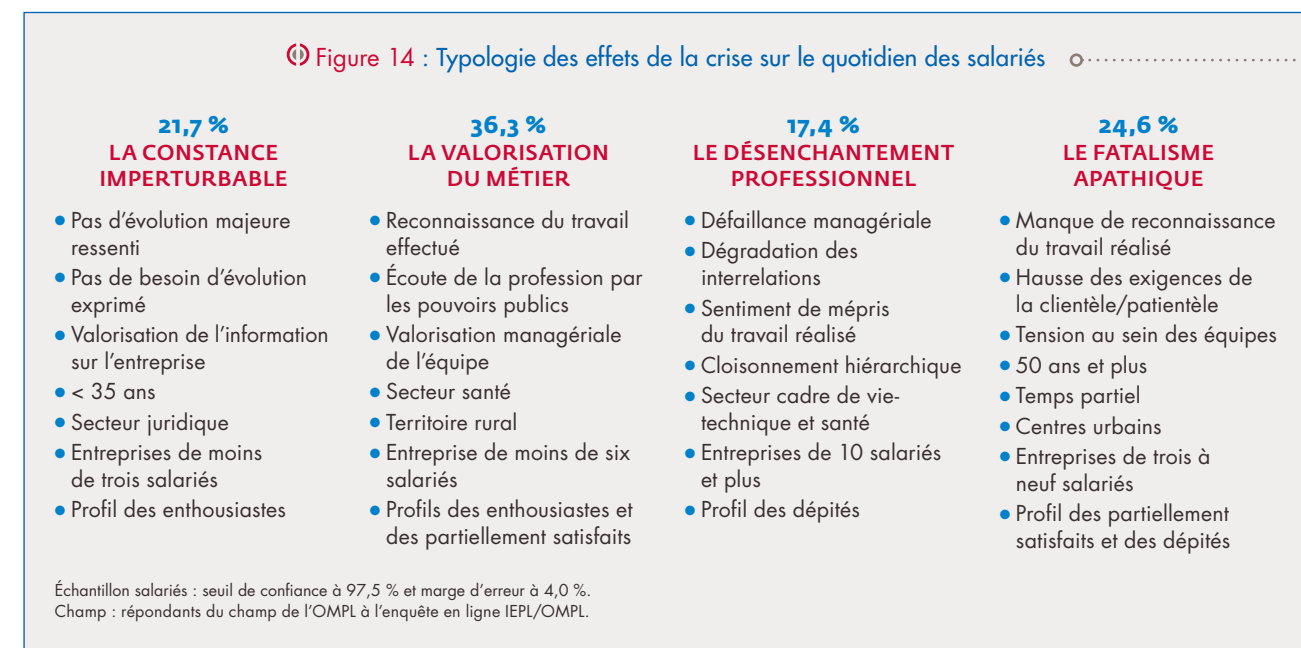 Figure 14 : Typologie des effets de la crise sur le quotidien des salariés
21,7 %
LA CONSTANCE
IMPERTURBABLE
• Pas d'évolution majeure
ressenti
• Pas de besoin d'évolution
exprimé
• Valorisation de l'information
sur l'entreprise
• < 35 ans
• Secteur juridique
• Entreprises de moins
de trois salariés
• Profil des enthousiastes
36,3 %
LA VALORISATION
DU MÉTIER
• Reconnaissance du travail
effectué
• Écoute de la profession par
les pouvoirs publics
• Valorisation managériale
de l'équipe
• Secteur santé
• Territoire rural
• Entreprise de moins de six
salariés
• Profils des enthousiastes et
des partiellement satisfaits
17,4 %
LE DÉSENCHANTEMENT
PROFESSIONNEL
• Défaillance managériale
• Dégradation des
interrelations
• Sentiment de mépris
du travail réalisé
• Cloisonnement hiérarchique
• Secteur cadre de vie-
technique et santé
• Entreprises de 10 salariés
et plus
• Profil des dépités
24,6 %
LE FATALISME
APATHIQUE
• Manque de reconnaissance
du travail réalisé
• Hausse des exigences de
la clientèle/patientèle
• Tension au sein des équipes
• 50 ans et plus
• Temps partiel
• Centres urbains
• Entreprises de trois à
neuf salariés
• Profil des partiellement
satisfaits et des dépités
Échantillon salariés : seuil de confiance à 97,5 % et marge d'erreur à 4,0 %.
Champ : répondants du champ de l'OMPL à l'enquête en ligne IEPL/OMPL.